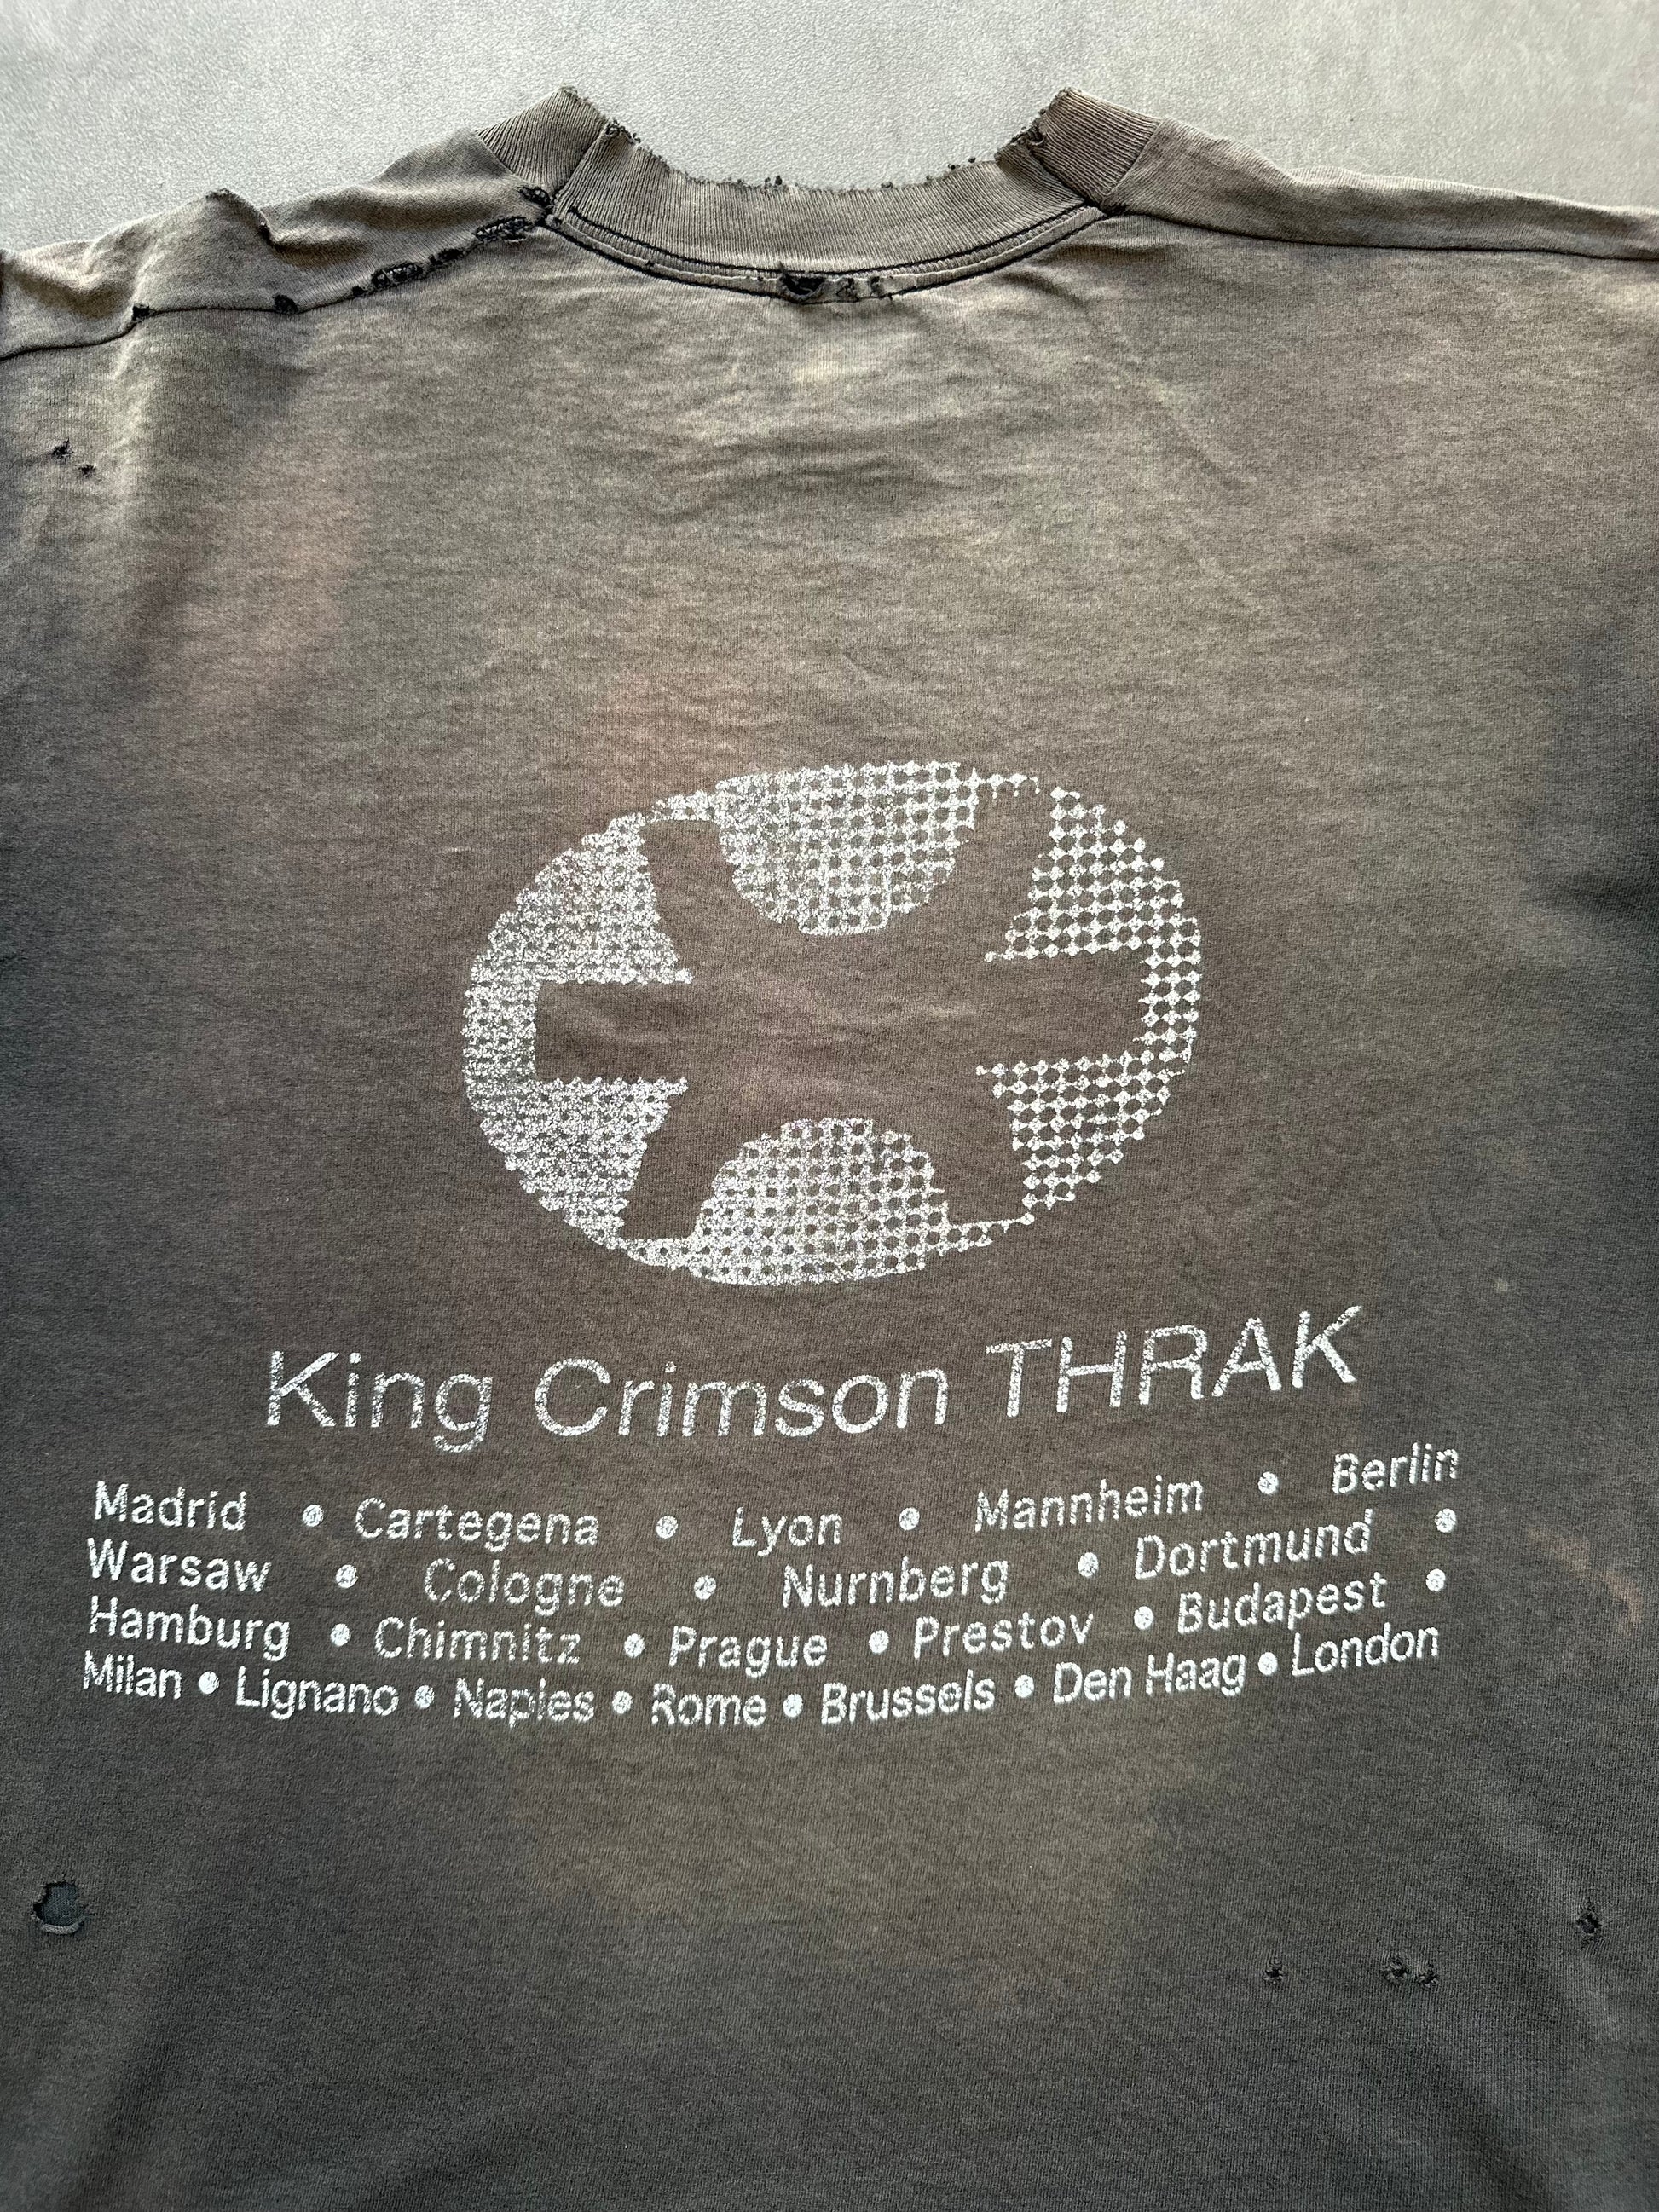 King Crimson THRAK
Madrid • Cartegena • Lyon • Mannheim • Berlin
Warsaw • Cologne • Nurnberg • Dortmund •
Hamburg • Chimnitz • Prague • Prestov • Budapest •
Milan • Lignano • Naples • Rome • Brussels • Den Haag • London